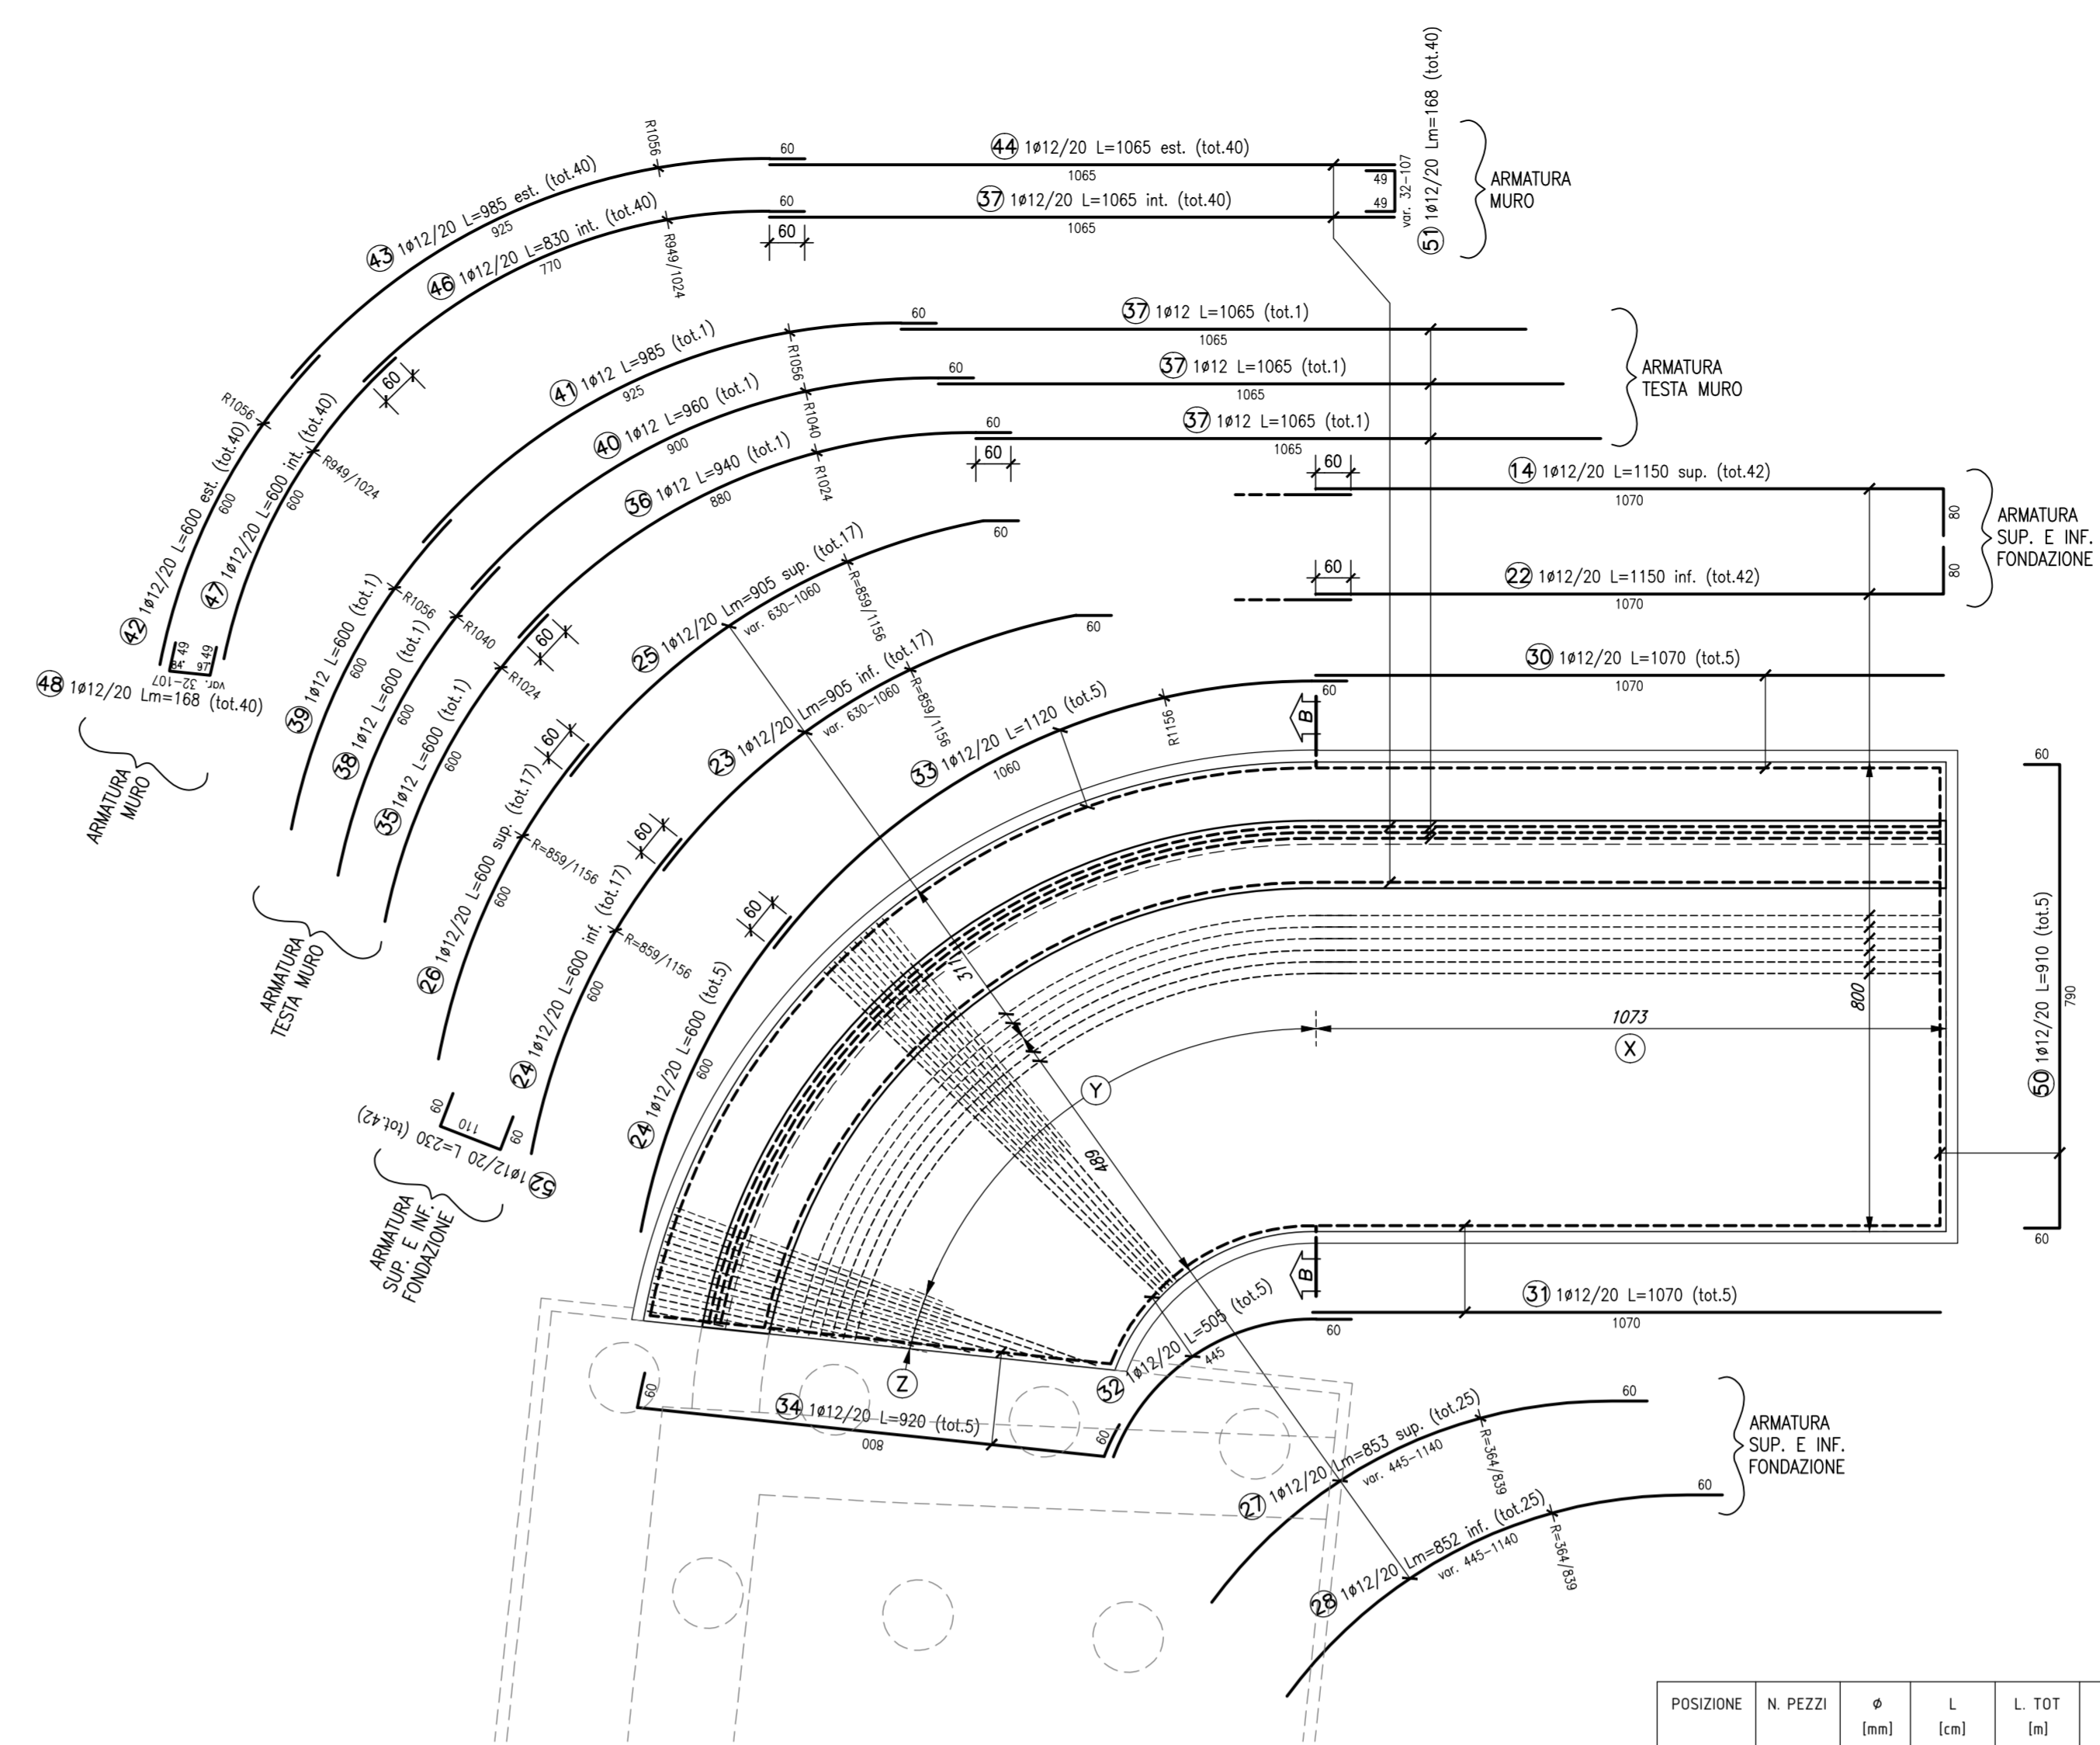 44 1ø12/20 L=1065 est. (tot.40)
1065
60
R1056
43 1ø12/20 L=985 est. (tot.40)
925
37 1ø12/20 L=1065 int. (tot.40)
1065
60
60
R949/1024
46 1ø12/20 L=830 int. (tot.40)
770
60
49
49
var. 32-107
51 1ø12/20 Lm=168 (tot.40)
ARMATURA
MURO
R1056
42 1ø12/20 L=600 est. (tot.40)
600
47 1ø12/20 L=600 int. (tot.40)
600
R949/1024
49
49
84°
97°
var. 32-107
48 1ø12/20 Lm=168 (tot.40)
ARMATURA
MURO
37 1ø12 L=1065 (tot.1)
1065
60
41 1ø12 L=985 (tot.1)
925
R1056
37 1ø12 L=1065 (tot.1)
1065
60
40 1ø12 L=960 (tot.1)
900
R1040
37 1ø12 L=1065 (tot.1)
1065
60
60
36 1ø12 L=940 (tot.1)
880
R1024
60
ARMATURA
TESTA MURO
39 1ø12 L=600 (tot.1)
600
R1056
38 1ø12 L=600 (tot.1)
600
R1040
35 1ø12 L=600 (tot.1)
600
R1024
ARMATURA
TESTA MURO
60
14 1ø12/20 L=1150 sup. (tot.42)
1070
80
60
22 1ø12/20 L=1150 inf. (tot.42)
1070
80
ARMATURA
SUP. E INF.
FONDAZIONE
25 1ø12/20 Lm=905 sup. (tot.17)
var. 630-1060
R=859/1156
60
60
23 1ø12/20 Lm=905 inf. (tot.17)
var. 630-1060
R=859/1156
60
60
33 1ø12/20 L=1120 (tot.5)
1060
R1156
60
60
30 1ø12/20 L=1070 (tot.5)
1070
26 1ø12/20 L=600 sup. (tot.17)
600
R=859/1156
24 1ø12/20 L=600 inf. (tot.17)
600
R=859/1156
24 1ø12/20 L=600 (tot.5)
600
60
110
60
52 1ø12/20 L=230 (tot.42)
ARMATURA
SUP. E INF.
FONDAZIONE
B
B
311
489
Y
Z
1073
X
800
60
50 1ø12/20 L=910 (tot.5)
790
60
31 1ø12/20 L=1070 (tot.5)
1070
32 1ø12/20 L=505 (tot.5)
445
60
60
34 1ø12/20 L=920 (tot.5)
800
60
27 1ø12/20 Lm=853 sup. (tot.25)
var. 445-1140
R=364/839
60
28 1ø12/20 Lm=852 inf. (tot.25)
var. 445-1140
R=364/839
60
ARMATURA
SUP. E INF.
FONDAZIONE
POSIZIONE N. PEZZI ø L L. TOT
[mm] [cm] [m]